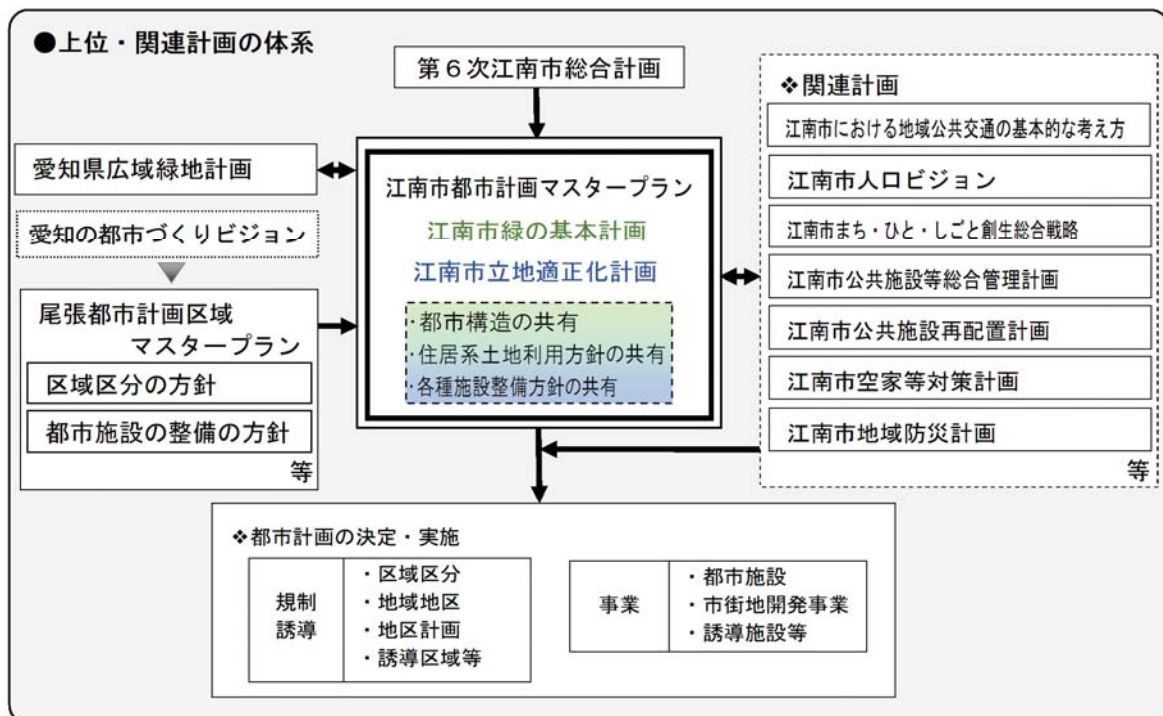 ●上位・関連計画の体系
第６次江南市総合計画
愛知県広域緑地計画
愛知の都市づくりビジョン
尾張都市計画区域
マスタープラン
区域区分の方針
都市施設の整備の方針
等
江南市都市計画マスタープラン
江南市緑の基本計画
江南市立地適正化計画
・都市構造の共有
・住居系土地利用方針の共有
・各種施設整備方針の共有
❖関連計画
江南市における地域公共交通の基本的な考え方
江南市人口ビジョン
江南市まち・ひと・しごと創生総合戦略
江南市公共施設等総合管理計画
江南市公共施設再配置計画
江南市空家等対策計画
江南市地域防災計画
等
❖都市計画の決定・実施
規制
誘導
・区域区分
・地域地区
・地区計画
・誘導区域等
事業
・都市施設
・市街地開発事業
・誘導施設等